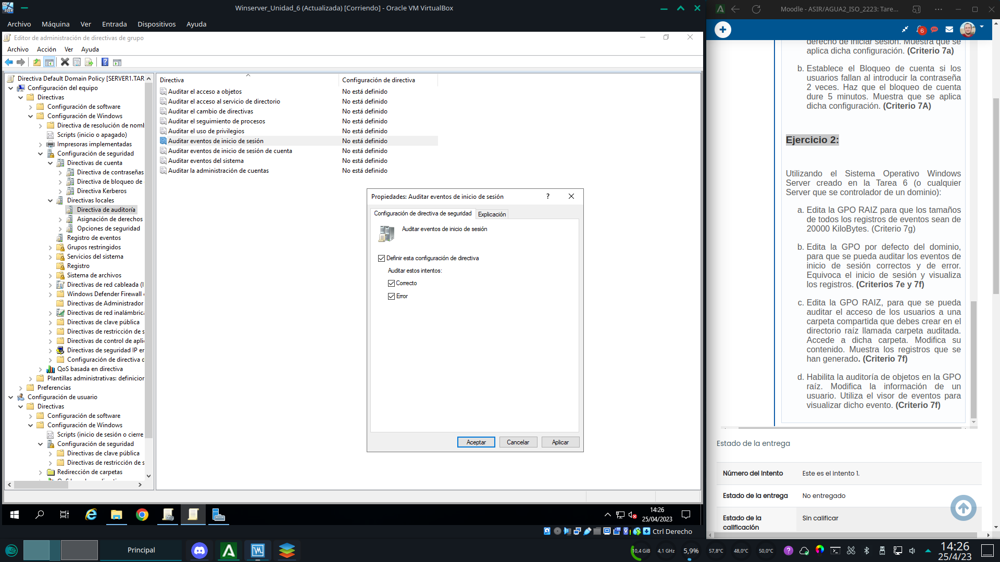 Winserver_Unidad_6 (Actualizada) [Corriendo] - Oracle VM VirtualBox
Archivo Máquina Ver Entrada Dispositivos Ayuda
Editor de administración de directivas de grupo
Archivo Acción Ver Ayuda
Directiva Default Domain Policy [SERVER1.TAR
Configuración del equipo
Directivas
Configuración de software
Configuración de Windows
Directiva de resolución de noml
Scripts (inicio o apagado)
Impresoras implementadas
Configuración de seguridad
Directivas de cuenta
Directiva de contraseñas
Directiva de bloqueo de
Directiva Kerberos
Directivas locales
Directiva de auditoría
Asignación de derechos
Opciones de seguridad
Registro de eventos
Grupos restringidos
Servicios del sistema
Registro
Sistema de archivos
Directivas de red cableada (I
Windows Defender Firewall
Directivas de Administrador
Directivas de red inalámbrica
Directivas de clave pública
Directivas de restricción de s
Directivas de control de apli
Directivas de seguridad IP en
Configuración de directiva
QoS basada en directiva
Plantillas administrativas: definicion
Preferencias
Configuración de usuario
Directivas
Configuración de software
Configuración de Windows
Scripts (inicio de sesión o cierre
Configuración de seguridad
Directivas de clave pública
Directivas de restricción de s
Redirección de carpetas
Directiva Configuración de directiva
Auditar el acceso a objetos No está definido
Auditar el acceso al servicio de directorio No está definido
Auditar el cambio de directivas No está definido
Auditar el seguimiento de procesos No está definido
Auditar el uso de privilegios No está definido
Auditar eventos de inicio de sesión No está definido
Auditar eventos de inicio de sesión de cuenta No está definido
Auditar eventos del sistema No está definido
Auditar la administración de cuentas No está definido
Propiedades: Auditar eventos de inicio de sesión ?
Configuración de directiva de seguridad Explicación
Auditar eventos de inicio de sesión
Definir esta configuración de directiva
Auditar estos intentos:
Correcto
Error
Aceptar Cancelar Aplicar
14:26
25/04/2023
Ctrl Derecho
Moodle - ASIR/AGUA2_ISO_2223: Tare...
6
derecho de iniciar sesión. Muestra que se
aplica dicha configuración. (Criterio 7a)
b. Establece el Bloqueo de cuenta si los
usuarios fallan al introducir la contraseña
2 veces. Haz que el bloqueo de cuenta
dure 5 minutos. Muestra que se aplica
dicha configuración. (Criterio 7A)
Ejercicio 2:
Utilizando el Sistema Operativo Windows
Server creado en la Tarea 6 (o cualquier
Server que se controlador de un dominio):
a. Edita la GPO RAIZ para que los tamaños
de todos los registros de eventos sean de
20000 KiloBytes. (Criterio 7g)
b. Edita la GPO por defecto del dominio,
para que se pueda auditar los eventos de
inicio de sesión correctos y de error.
Equivoca el inicio de sesión y visualiza
los registros. (Criterios 7e y 7f)
c. Edita la GPO RAIZ, para que se pueda
auditar el acceso de los usuarios a una
carpeta compartida que debes crear en el
directorio raíz llamada carpeta auditada.
Accede a dicha carpeta. Modifica su
contenido. Muestra los registros que se
han generado. (Criterio 7f)
d. Habilita la auditoría de objetos en la GPO
raíz. Modifica la información de un
usuario. Utiliza el visor de eventos para
visualizar dicho evento. (Criterio 7f)
Estado de la entrega
Número del intento Este es el intento 1.
Estado de la entrega No entregado
Estado de la calificación Sin calificar
Principal
10,4 GiB 4,1 GHz 5,9% 57,8°C 48,0°C 50,0°C
14:26
25/4/23